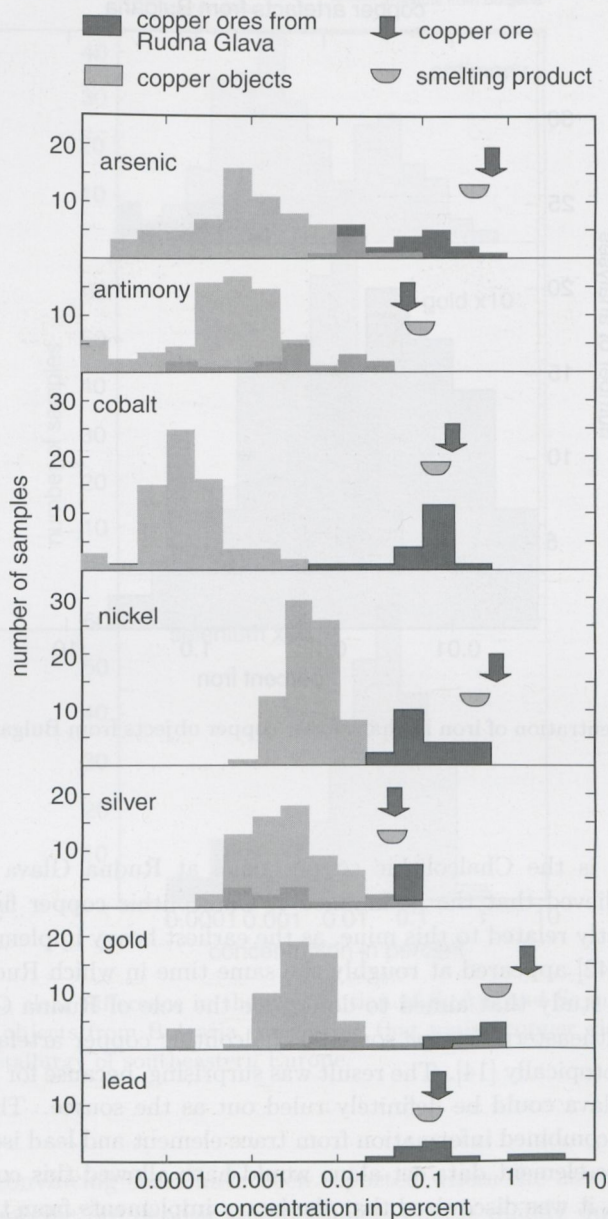 copper ores from
Rudna Glava
copper objects
copper ore
smelting product
number of samples
20
arsenic
10
antimony
10
30
cobalt
20
10
30
nickel
20
10
20
silver
10
20
gold
10
lead
10
0.0001 0.001 0.01 0.1 1 10
concentration in percent